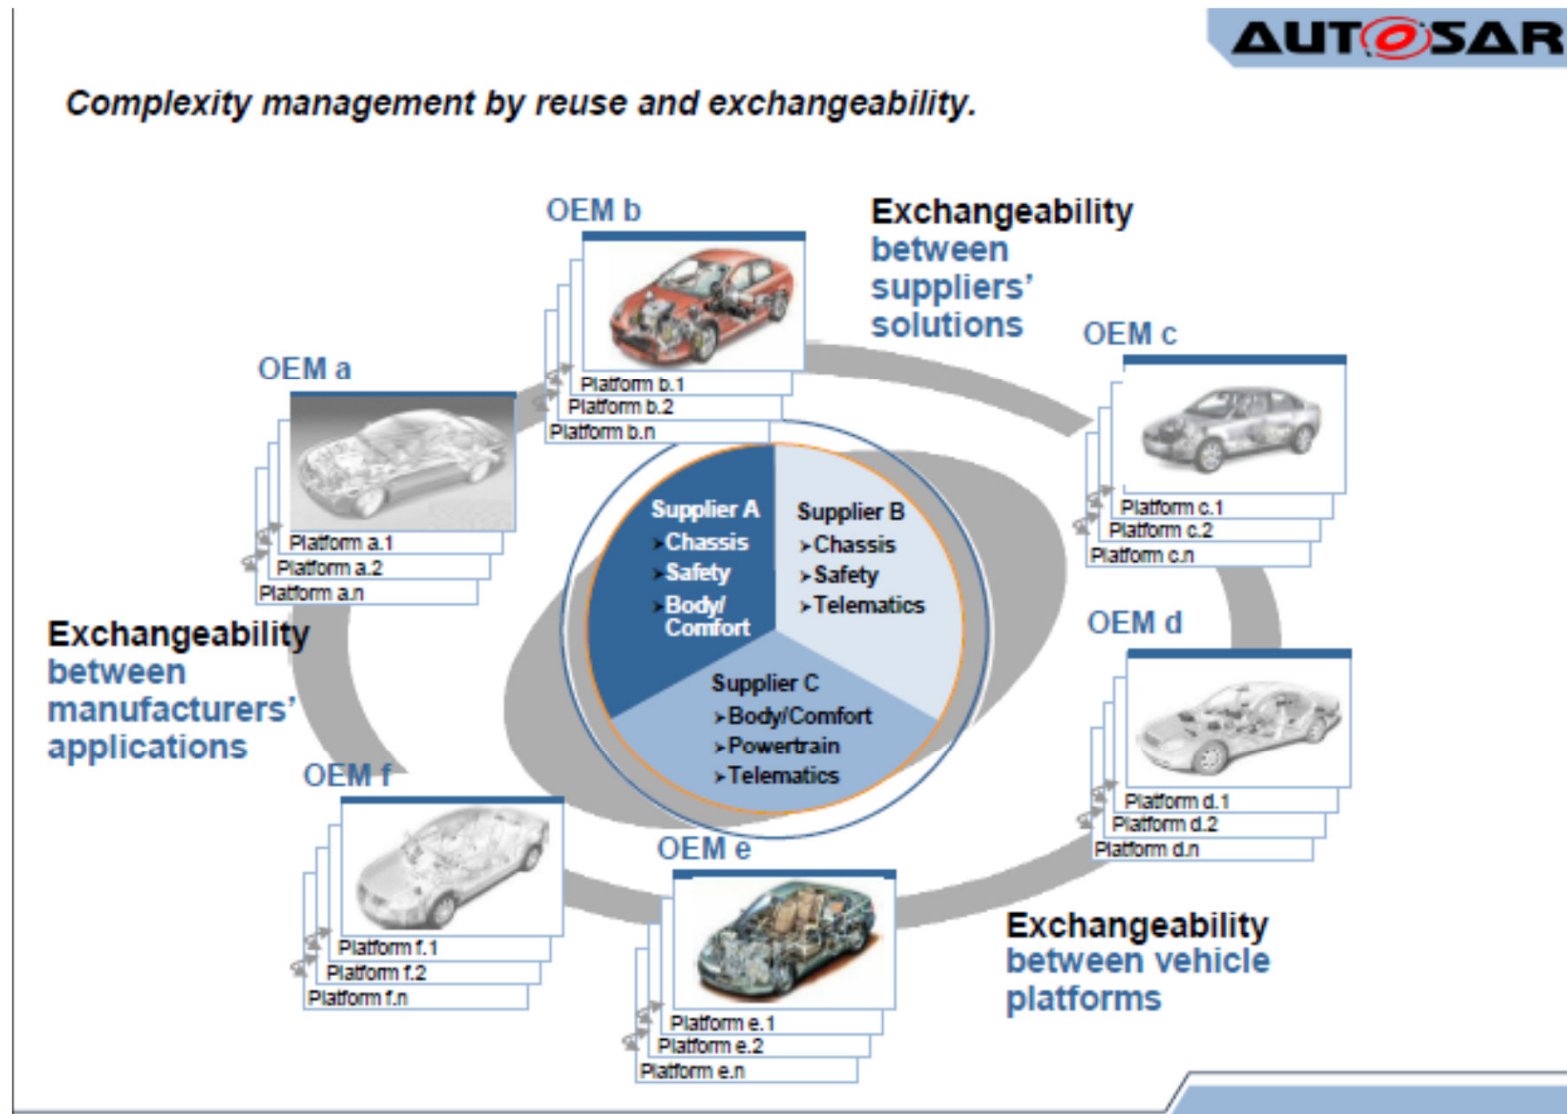 AUTOSAR
Complexity management by reuse and exchangeability.
OEM b
Exchangeability
between
suppliers'
solutions
OEM c
OEM a
Platform b.1
Platform b.2
Platform b.n
Platform c.1
Platform c.2
Platform c.n
Platform a.1
Platform a.2
Platform a.n
Supplier A
➢Chassis
➢Safety
➢Body/
Comfort
Supplier B
➢Chassis
➢Safety
➢Telematics
Exchangeability
between
manufacturers'
applications
OEM d
Supplier C
➢Body/Comfort
➢Powertrain
➢Telematics
OEM f
Platform d.1
Platform d.2
Platform d.n
OEM e
Platform f.1
Platform f.2
Platform f.n
Exchangeability
between vehicle
platforms
Platform e.1
Platform e.2
Platform e.n